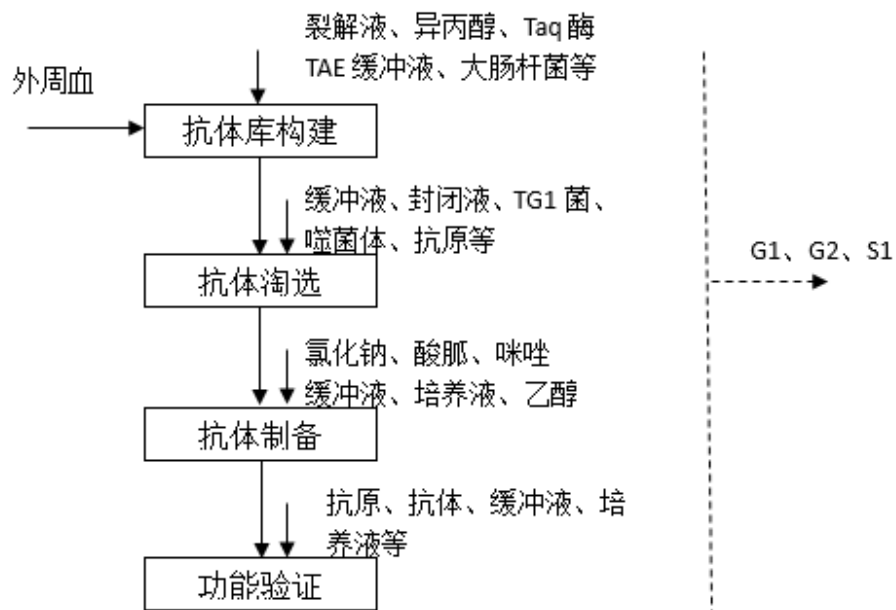 裂解液、异丙醇、Taq 酶
TAE 缓冲液、大肠杆菌等
外周血
抗体库构建
缓冲液、封闭液、TG1 菌、
噬菌体、抗原等
G1、G2、S1
抗体淘选
氯化钠、酸脈、咪唑
缓冲液、培养液、乙醇
抗体制备
抗原、抗体、缓冲液、培
养液等
功能验证